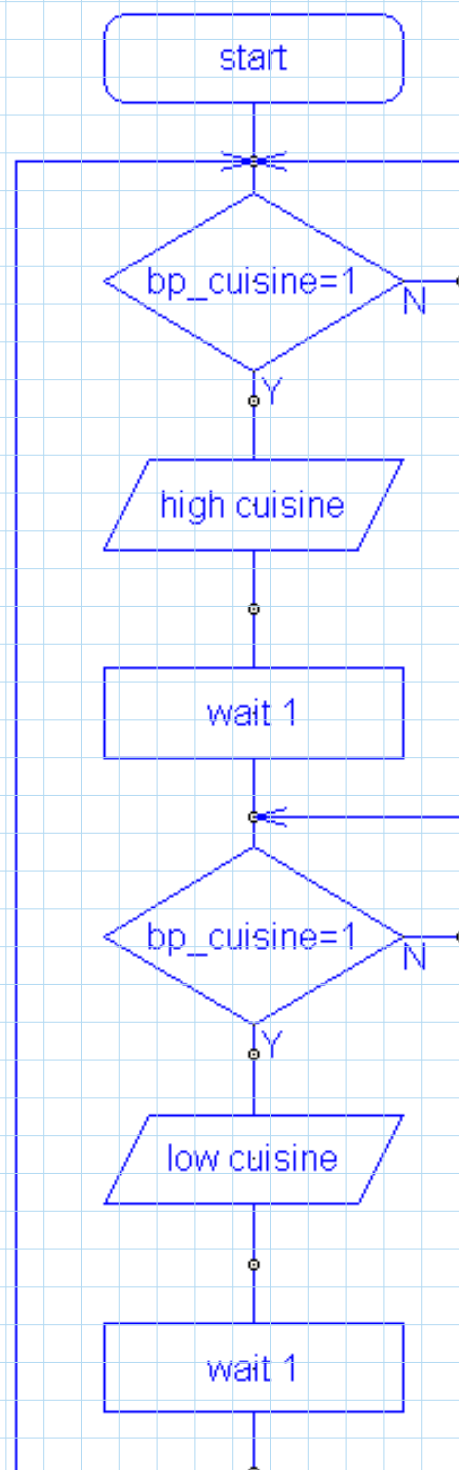 start
bp_cuisine=1
N
Y
high cuisine
wait 1
bp_cuisine=1
N
Y
low cuisine
wait 1